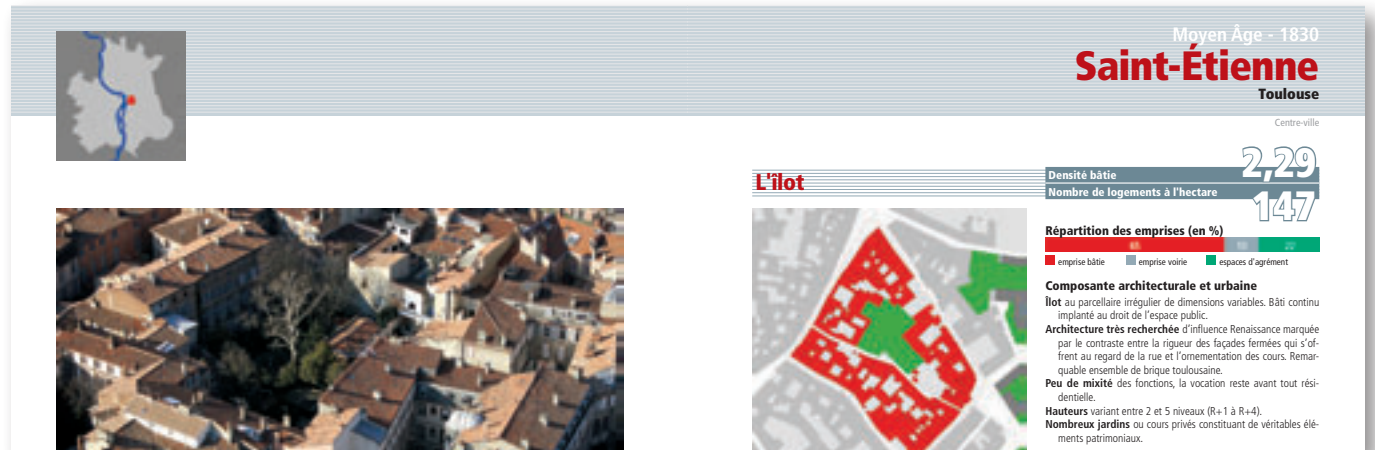 Moyen Âge - 1830
Saint-Étienne
Toulouse
Centre-ville
L'îlot
Densité bâtie
2,29
Nombre de logements à l'hectare
147
Répartition des emprises (en %)
emprise bâtie emprise voirie espaces d'agrément
Composante architecturale et urbaine
Îlot au parcellaire irrégulier de dimensions variables. Bâti continu
implanté au droit de l'espace public.
Architecture très recherchée d'influence Renaissance marquée
par le contraste entre la rigueur des façades fermées qui s'of-
frent au regard de la rue et l'ornementation des cours. Remar-
quable ensemble de brique toulousaine.
Peu de mixité des fonctions, la vocation reste avant tout rési-
dentielle.
Hauteurs variant entre 2 et 5 niveaux (R+1 à R+4).
Nombreux jardins ou cours privés constituant de véritables élé-
ments patrimoniaux.